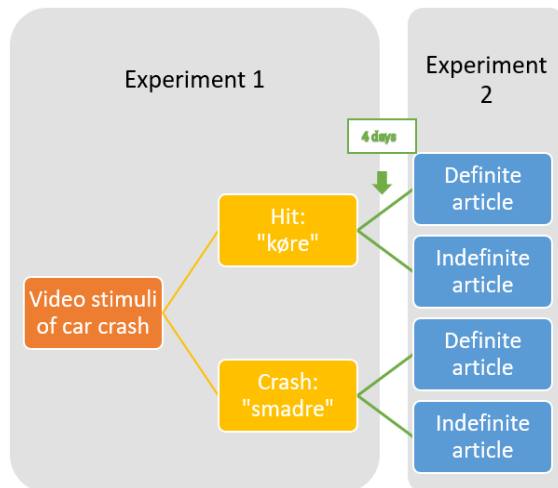 Experiment 1
Experiment
2
4 days
Definite
article
Hit:
"køre"
Indefinite
article
Video stimuli
of car crash
Definite
article
Crash:
"smadre"
Indefinite
article